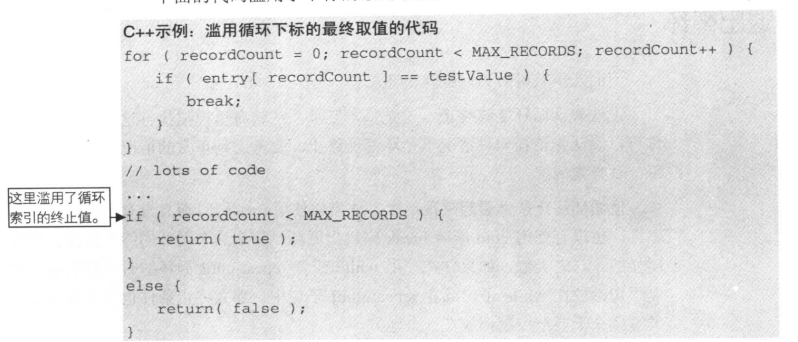 C++示例：滥用循环下标的最终取值的代码
for ( recordCount = 0; recordCount < MAX_RECORDS; recordCount++ ) {
   if ( entry[ recordCount ] == testValue ) {
      break;
   }
}
// lots of code
...
这里滥用了循环
索引的终止值。
if ( recordCount < MAX_RECORDS ) {
   return( true );
}
else {
   return( false );
}